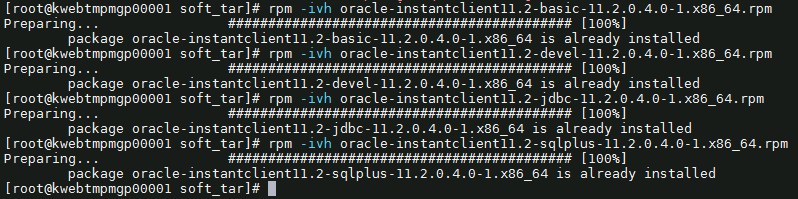 [root@kwebtmpmgp00001 soft_tar]# rpm -ivh oracle-instantclient11.2-basic-11.2.0.4.0-1.x86_64.rpm
Preparing... ########################################### [100%]
package oracle-instantclient11.2-basic-11.2.0.4.0-1.x86_64 is already installed
[root@kwebtmpmgp00001 soft_tar]# rpm -ivh oracle-instantclient11.2-devel-11.2.0.4.0-1.x86_64.rpm
Preparing... ########################################### [100%]
package oracle-instantclient11.2-devel-11.2.0.4.0-1.x86_64 is already installed
[root@kwebtmpmgp00001 soft_tar]# rpm -ivh oracle-instantclient11.2-jdbc-11.2.0.4.0-1.x86_64.rpm
Preparing... ########################################### [100%]
package oracle-instantclient11.2-jdbc-11.2.0.4.0-1.x86_64 is already installed
[root@kwebtmpmgp00001 soft_tar]# rpm -ivh oracle-instantclient11.2-sqlplus-11.2.0.4.0-1.x86_64.rpm
Preparing... ########################################### [100%]
package oracle-instantclient11.2-sqlplus-11.2.0.4.0-1.x86_64 is already installed
[root@kwebtmpmgp00001 soft_tar]#